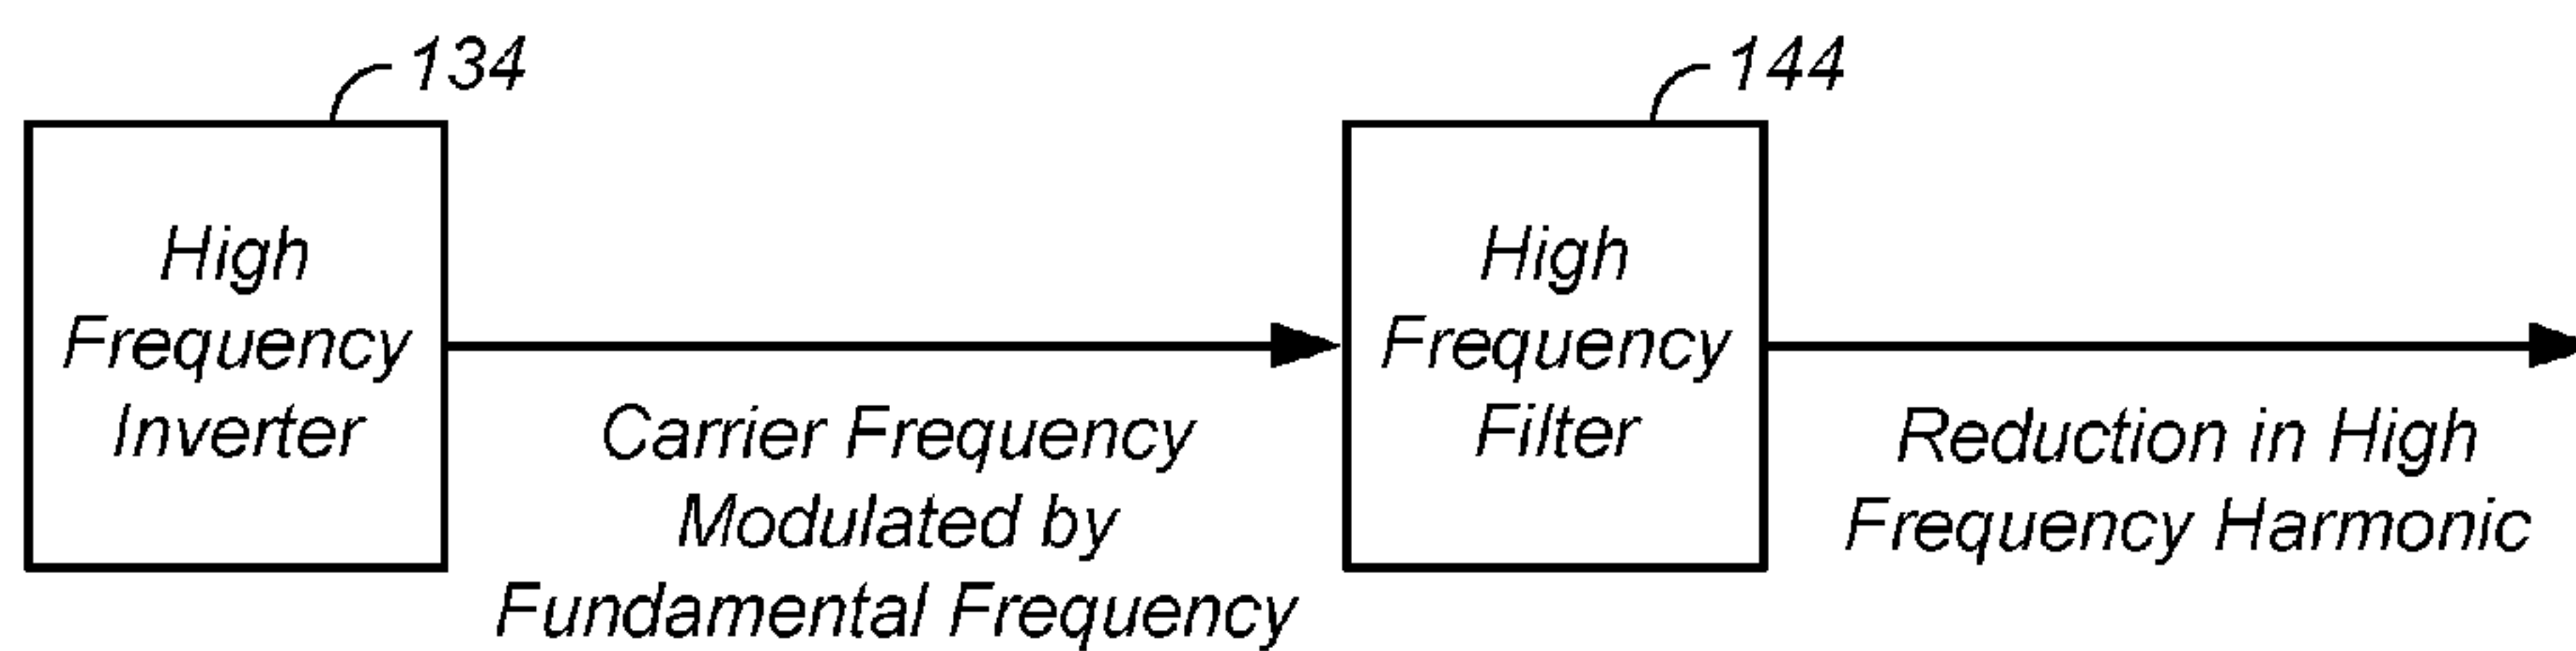 134
High
Frequency
Inverter
Carrier Frequency
Modulated by
Fundamental Frequency
144
High
Frequency
Filter
Reduction in High
Frequency Harmonic